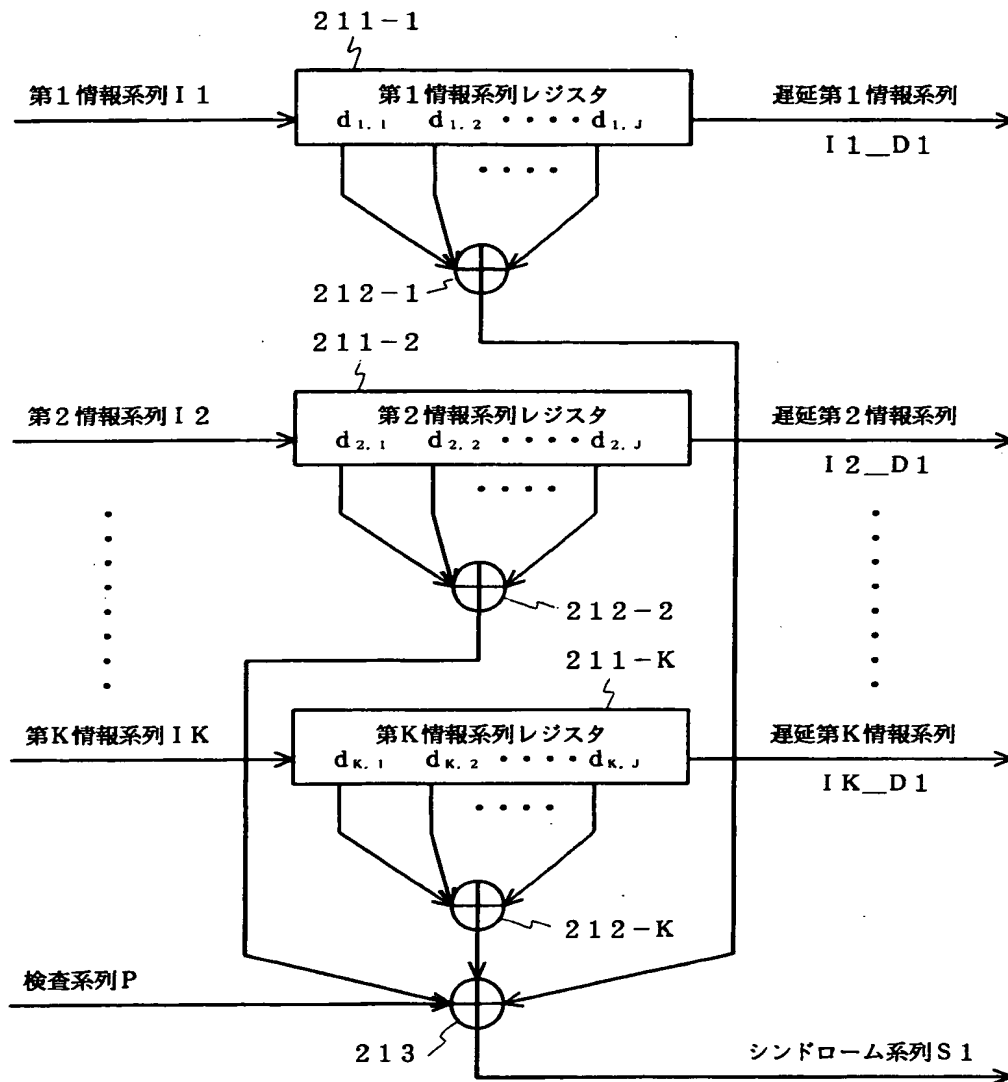 211-1
第1情報系列I1
第1情報系列レジスタ
d1,1 d1,2 ・・・・ d1,J
遅延第1情報系列
I1_D1
・・・・
212-1
211-2
第2情報系列I2
第2情報系列レジスタ
d2,1 d2,2 ・・・・ d2,J
遅延第2情報系列
I2_D1
・・・・
212-2
211-K
第K情報系列IK
第K情報系列レジスタ
dK,1 dK,2 ・・・・ dK,J
遅延第K情報系列
IK_D1
・・・・
212-K
検査系列P
213
シンドローム系列S1